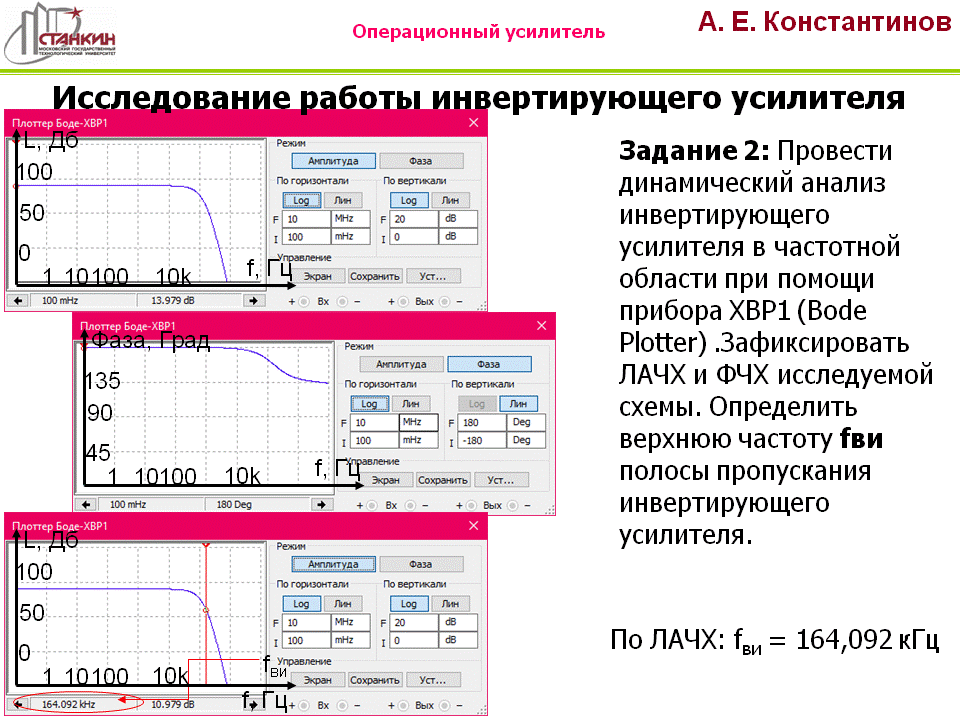 СТАНКИН
МОСКОВСКИЙ ГОСУДАРСТВЕННЫЙ
ТЕХНОЛОГИЧЕСКИЙ УНИВЕРСИТЕТ
Операционный усилитель
А. Е. Константинов
Исследование работы инвертирующего усилителя
Плоттер Боде-XBP1
L, Дб
100
50
0
1 10 100 10k f, Гц
100 mHz 13.979 dB
Режим
Амплитуда Фаза
По горизонтали По вертикали
Log Лин Log Лин
F 10 MHz F 20 dB
I 100 mHz I 0 dB
Управление
Экран Сохранить Уст...
+ Вх − + Вых −
Плоттер Боде-XBP1
Фаза, Град
135
90
45
1 10 100 10k f, Гц
100 mHz 180 Deg
Режим
Амплитуда Фаза
По горизонтали По вертикали
Log Лин Log Лин
F 10 MHz F 180 Deg
I 100 mHz I -180 Deg
Управление
Экран Сохранить Уст...
+ Вх − + Вых −
Плоттер Боде-XBP1
L, Дб
100
50
0
1 10 100 10k fви
f, Гц
164.092 kHz 10.979 dB
Режим
Амплитуда Фаза
По горизонтали По вертикали
Log Лин Log Лин
F 10 MHz F 20 dB
I 100 mHz I 0 dB
Управление
Экран Сохранить Уст...
+ Вх − + Вых −
Задание 2: Провести
динамический анализ
инвертирующего
усилителя в частотной
области при помощи
прибора XBP1 (Bode
Plotter) .Зафиксировать
ЛАЧХ и ФЧХ исследуемой
схемы. Определить
верхнюю частоту fви
полосы пропускания
инвертирующего
усилителя.
По ЛАЧХ: fви = 164,092 кГц